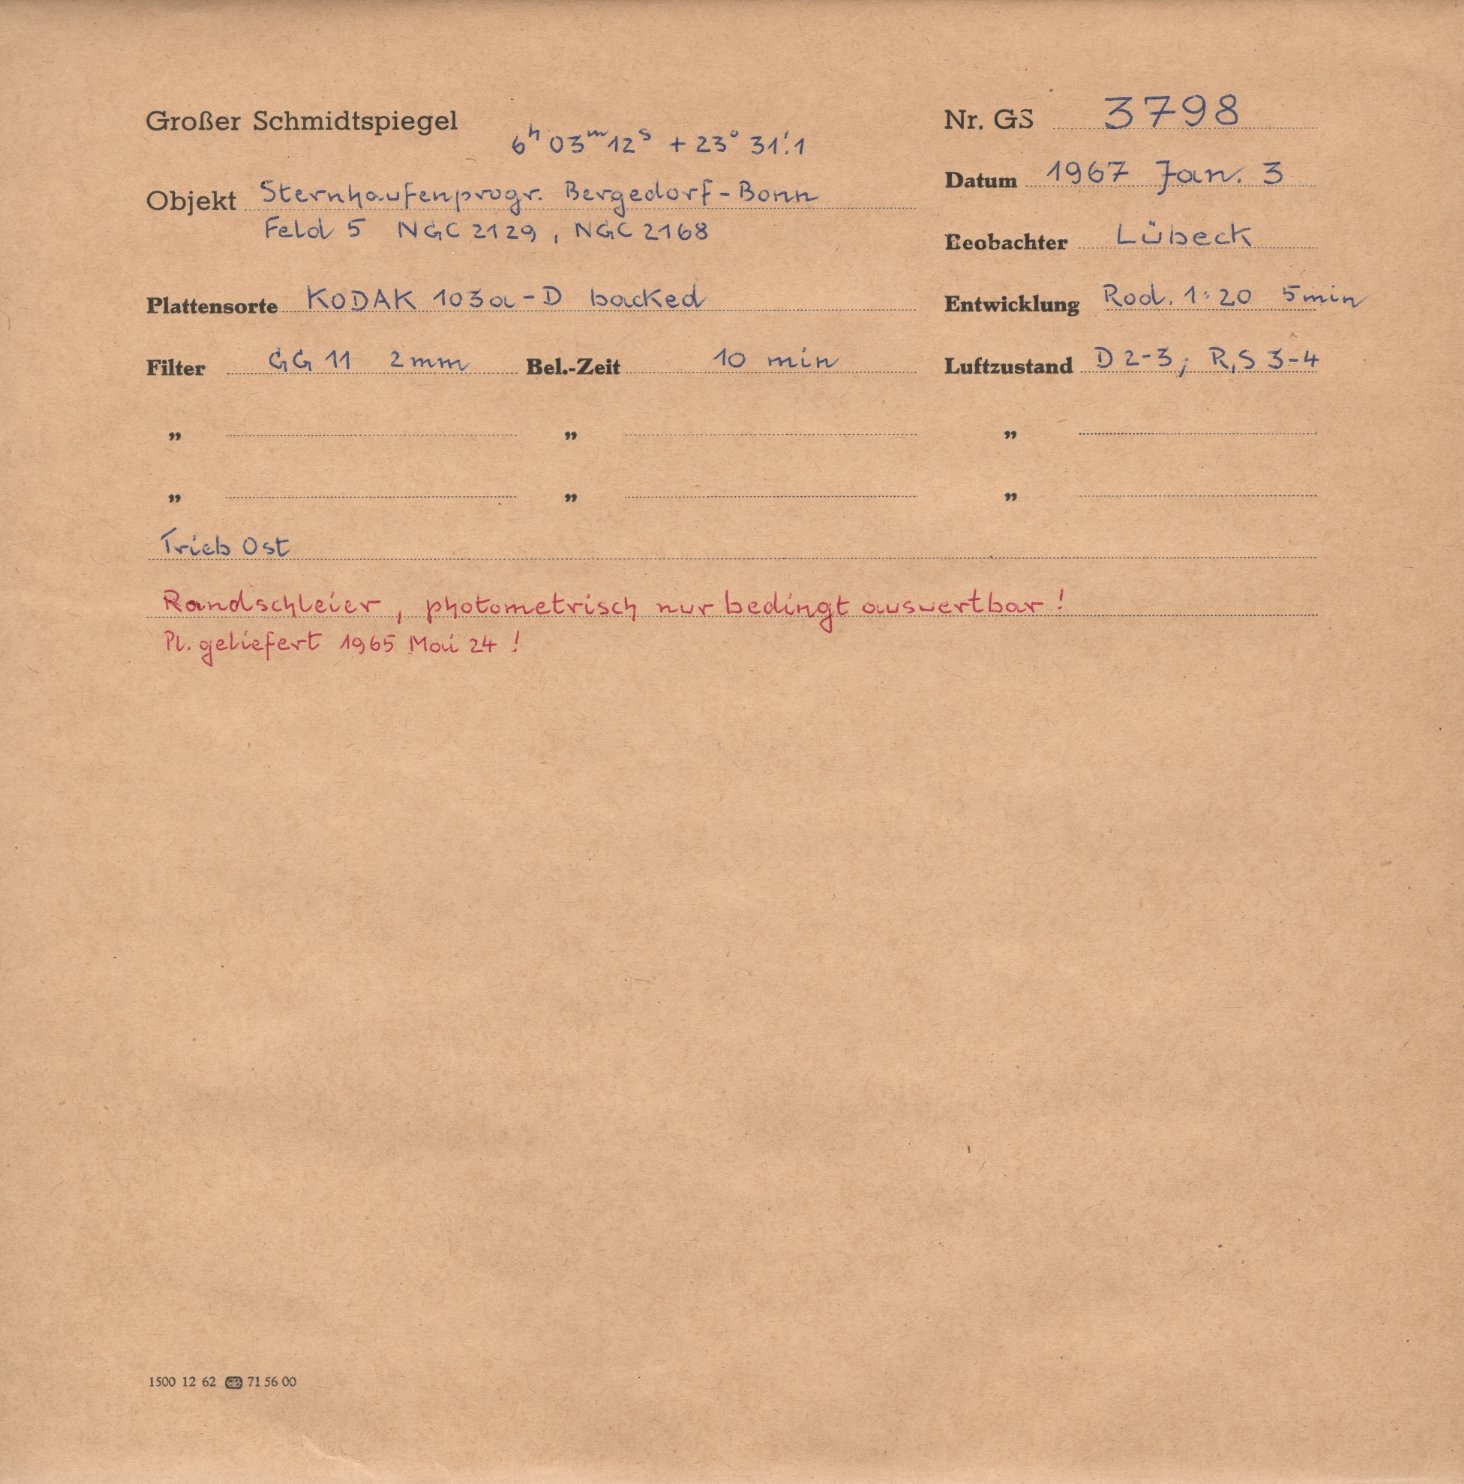 Großer Schmidtspiegel
6h 03m 12s + 23° 31'.1
Nr. GS 3798
Datum 1967 Jan. 3
Objekt Sternhaufenprogr. Bergedorf-Bonn
Feld 5 NGC 2129, NGC 2168
Beobachter Lübeck
Plattensorte KODAK 103a-D backed
Entwicklung Rod. 1:20 5min
Filter GG 11 2mm Bel.-Zeit 10 min Luftzustand D 2-3; R,S 3-4
" " "
" " "
Trieb Ost
Randschleier, photometrisch nur bedingt auswertbar!
Pl. geliefert 1965 Mai 24!
1500 12 62 71 56 00